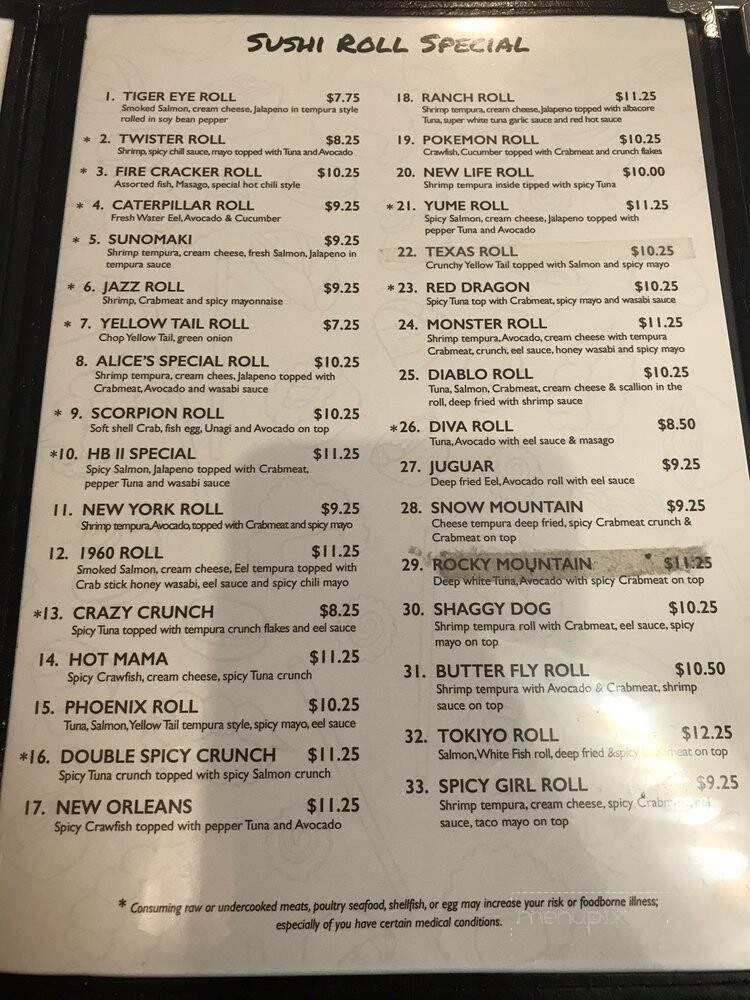 SUSHI ROLL SPECIAL
1. TIGER EYE ROLL $7.75
Smoked Salmon, cream cheese, Jalapeno in tempura style
rolled in soy bean pepper
* 2. TWISTER ROLL $8.25
Shrimp, spicy chili sauce, mayo topped with Tuna and Avocado
* 3. FIRE CRACKER ROLL $10.25
Assorted fish, Masago, special hot chili style
* 4. CATERPILLAR ROLL $9.25
Fresh Water Eel, Avocado & Cucumber
* 5. SUNOMAKI $9.25
Shrimp tempura, cream cheese, fresh Salmon, Jalapeno in
tempura sauce
* 6. JAZZ ROLL $9.25
Shrimp, Crabmeat and spicy mayonnaise
* 7. YELLOW TAIL ROLL $7.25
Chop Yellow Tail, green onion
8. ALICE'S SPECIAL ROLL $10.25
Shrimp tempura, cream chees, Jalapeno topped with
Crabmeat, Avocado and wasabi sauce
* 9. SCORPION ROLL $10.25
Soft shell Crab, fish egg, Unagi and Avocado on top
*10. HB II SPECIAL $11.25
Spicy Salmon, Jalapeno topped with Crabmeat,
pepper Tuna and wasabi sauce
11. NEW YORK ROLL $9.25
Shrimp tempura, Avocado, topped with Crabmeat and spicy mayo
12. 1960 ROLL $11.25
Smoked Salmon, cream cheese, Eel tempura topped with
Crab stick honey wasabi, eel sauce and spicy chili mayo
*13. CRAZY CRUNCH $8.25
Spicy Tuna topped with tempura crunch flakes and eel sauce
14. HOT MAMA $11.25
Spicy Crawfish, cream cheese, spicy Tuna crunch
15. PHOENIX ROLL $10.25
Tuna, Salmon, Yellow Tail tempura style, spicy mayo, eel sauce
*16. DOUBLE SPICY CRUNCH $11.25
Spicy Tuna crunch topped with spicy Salmon crunch
17. NEW ORLEANS $11.25
Spicy Crawfish topped with pepper Tuna and Avocado
18. RANCH ROLL $11.25
Shrimp tempura, cream cheese, Jalapeno topped with albacore
Tuna, super white tuna garlic sauce and red hot sauce
19. POKEMON ROLL $10.25
Crawfish, Cucumber topped with Crabmeat and crunch flakes
20. NEW LIFE ROLL $10.00
Shrimp tempura inside tipped with spicy Tuna
*21. YUME ROLL $11.25
Spicy Salmon, cream cheese, Jalapeno topped with
pepper Tuna and Avocado
22. TEXAS ROLL $10.25
Crunchy Yellow Tail topped with Salmon and spicy mayo
*23. RED DRAGON $10.25
Spicy Tuna top with Crabmeat, spicy mayo and wasabi sauce
24. MONSTER ROLL $11.25
Shrimp tempura, Avocado, cream cheese with tempura
Crabmeat, crunch, eel sauce, honey wasabi and spicy mayo
25. DIABLO ROLL $10.25
Tuna, Salmon, Crabmeat, cream cheese & scallion in the
roll, deep fried with shrimp sauce
*26. DIVA ROLL $8.50
Tuna, Avocado with eel sauce & masago
27. JUGUAR $9.25
Deep fried Eel, Avocado roll with eel sauce
28. SNOW MOUNTAIN $9.25
Cheese tempura deep fried, spicy Crabmeat crunch &
Crabmeat on top
29. ROCKY MOUNTAIN $11.25
Deep white Tuna, Avocado with spicy Crabmeat on top
30. SHAGGY DOG $10.25
Shrimp tempura roll with Crabmeat, eel sauce, spicy
mayo on top
31. BUTTER FLY ROLL $10.50
Shrimp tempura with Avocado & Crabmeat, shrimp
sauce on top
32. TOKIYO ROLL $12.25
Salmon, White Fish roll, deep fried &spicy on top
33. SPICY GIRL ROLL $9.25
Shrimp tempura, cream cheese, spicy
sauce, taco mayo on top
* Consuming raw or undercooked meats, poultry seafood, shellfish, or egg may increase your risk or foodborne illness;
especially of you have certain medical conditions.
menupix